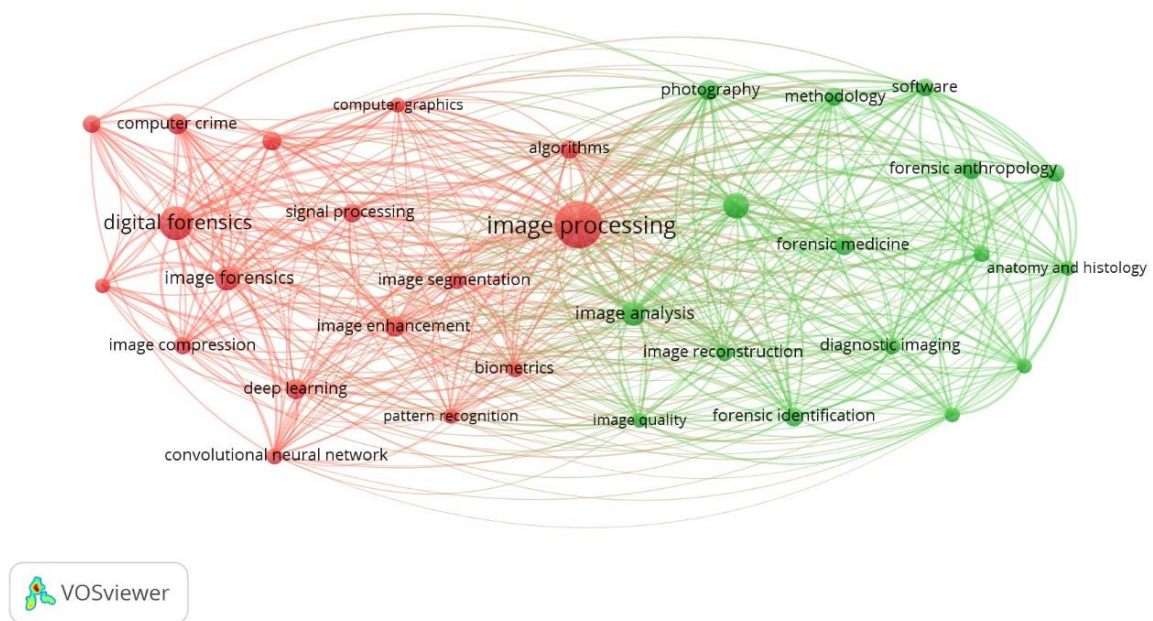 photography
software
methodology
computer graphics
computer crime
algorithms
forensic anthropology
digital forensics
signal processing
image processing
forensic medicine
anatomy and histology
image forensics
image segmentation
image analysis
image enhancement
image compression
image reconstruction
diagnostic imaging
biometrics
deep learning
pattern recognition
image quality
forensic identification
convolutional neural network
VOSviewer